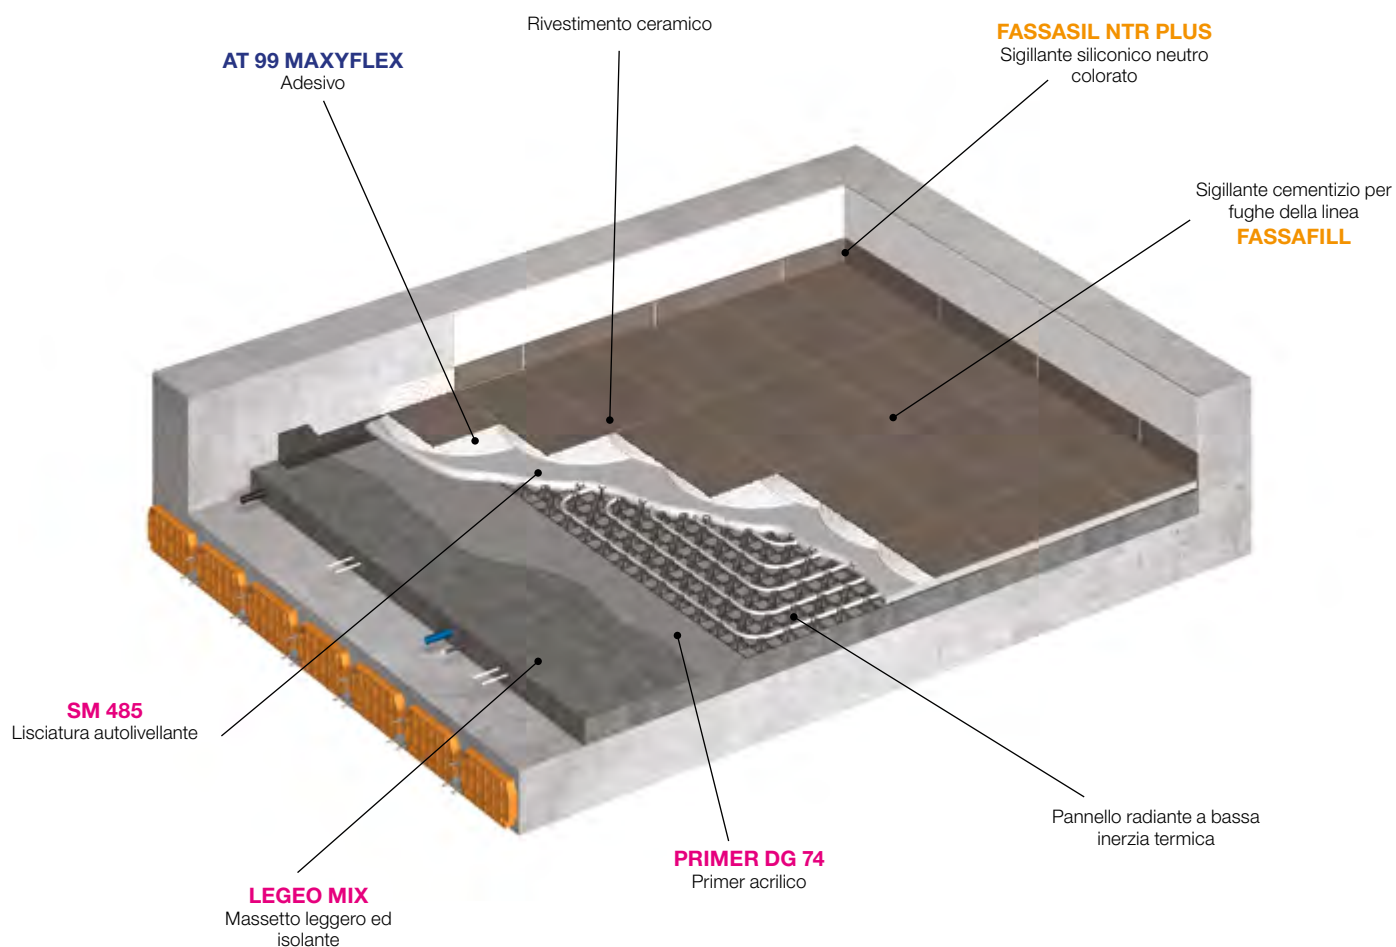 Rivestimento ceramico
AT 99 MAXYFLEX
Adesivo
FASSASIL NTR PLUS
Sigillante siliconico neutro
colorato
Sigillante cementizio per
fughe della linea
FASSAFILL
SM 485
Lisciatura autolivellante
Pannello radiante a bassa
inerzia termica
PRIMER DG 74
Primer acrilico
LEGEO MIX
Massetto leggero ed
isolante